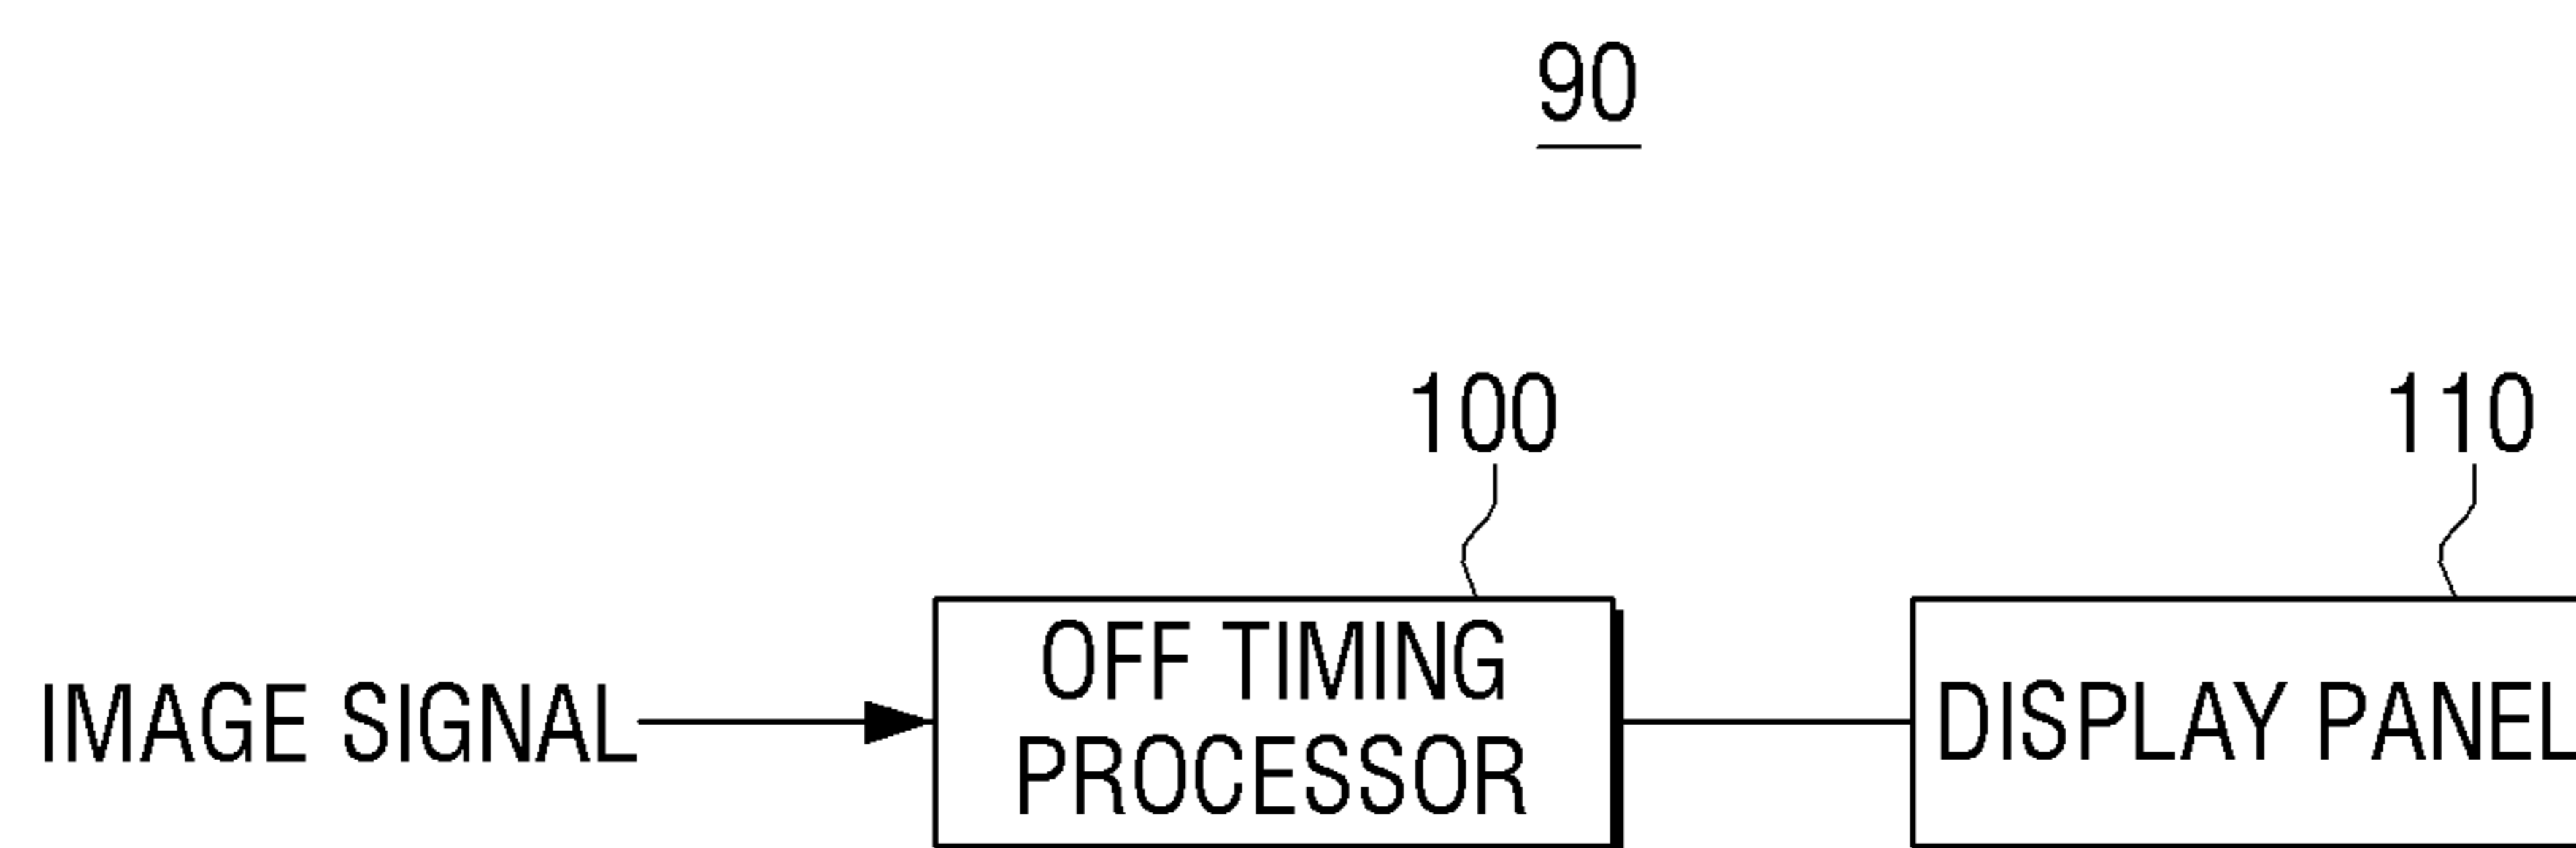 90
100
110
IMAGE SIGNAL
OFF TIMING
PROCESSOR
DISPLAY PANEL